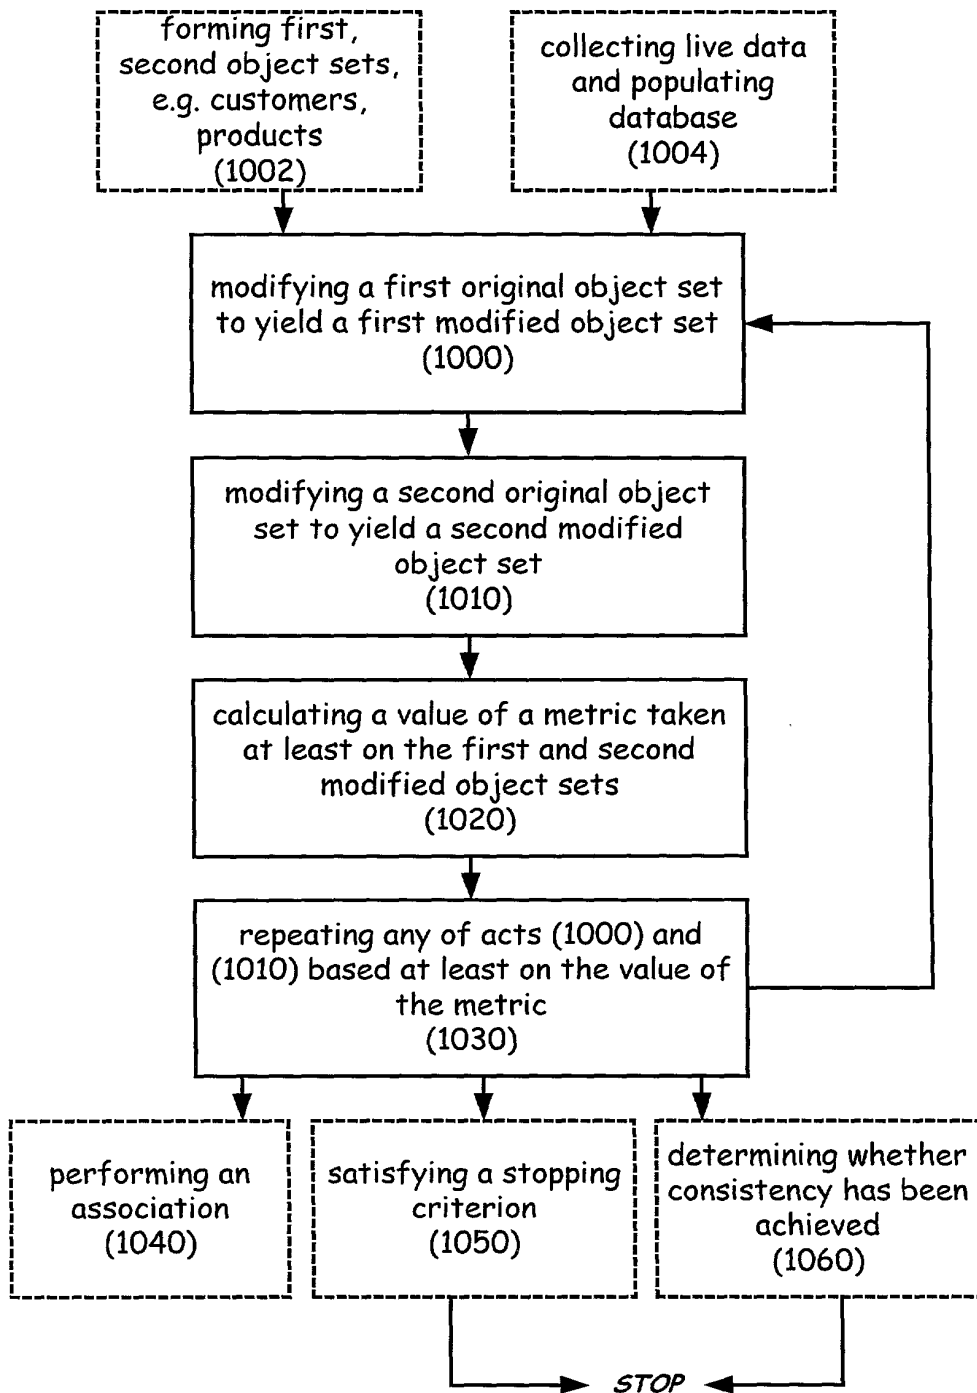 forming first,
second object sets,
e.g. customers,
products
(1002)
collecting live data
and populating
database
(1004)
modifying a first original object set
to yield a first modified object set
(1000)
modifying a second original object
set to yield a second modified
object set
(1010)
calculating a value of a metric taken
at least on the first and second
modified object sets
(1020)
repeating any of acts (1000) and
(1010) based at least on the value of
the metric
(1030)
performing an
association
(1040)
satisfying a stopping
criterion
(1050)
determining whether
consistency has been
achieved
(1060)
STOP